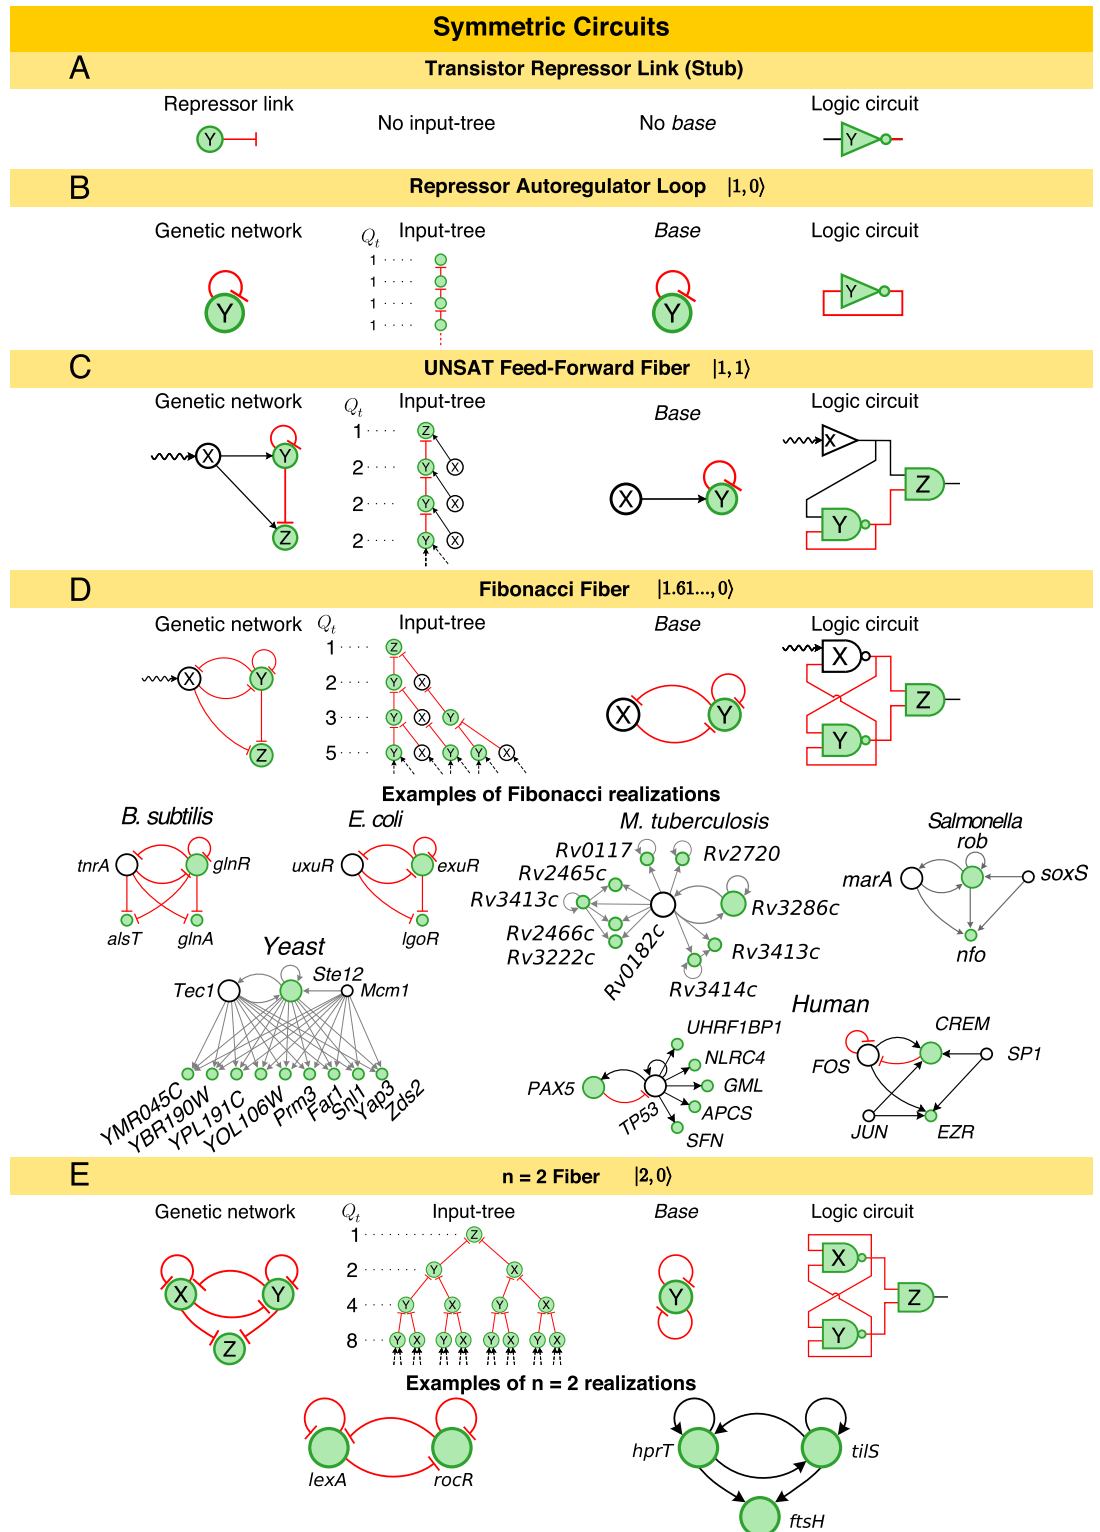 Symmetric Circuits
A
Transistor Repressor Link (Stub)
Repressor link
No input-tree
No base
Logic circuit
Y
Y
B
Repressor Autoregulator Loop |1, 0⟩
Genetic network
Q_t
Input-tree
Base
Logic circuit
1 ....
1 ....
1 ....
1 ....
Y
Y
Y
C
UNSAT Feed-Forward Fiber |1, 1⟩
Genetic network
Q_t
Input-tree
Base
Logic circuit
X
Y
Z
1 ....
2 ....
2 ....
2 ....
Z
Y X
Y X
Y X
X Y
X
Y
Z
D
Fibonacci Fiber |1.61..., 0⟩
Genetic network
Q_t
Input-tree
Base
Logic circuit
X
Y
Z
1 ....
2 ....
3 ....
5 ....
Z
Y X
Y X Y
Y X Y Y X
X Y
X
Y
Z
Examples of Fibonacci realizations
B. subtilis
tnrA
glnR
alsT
glnA
E. coli
uxuR
exuR
lgoR
M. tuberculosis
Rv0117
Rv2720
Rv2465c
Rv3413c
Rv3286c
Rv2466c
Rv3222c
Rv0182c
Rv3413c
Rv3414c
Salmonella
rob
marA
soxS
nfo
Yeast
Tec1
Ste12
Mcm1
YMR045C
YBR190W
YPL191C
YOL106W
Prm3
Far1
Snl1
Yap3
Zds2
Human
UHRF1BP1
NLRC4
PAX5
GML
TP53
APCS
SFN
CREM
FOS
SP1
JUN
EZR
E
n = 2 Fiber |2, 0⟩
Genetic network
Q_t
Input-tree
Base
Logic circuit
X
Y
Z
1 ............
2 ........
4 .....
8 ....
Z
Y X
Y X Y X
Y X Y X Y X Y X
Y
X
Y
Z
Examples of n = 2 realizations
lexA
rocR
hprT
tilS
ftsH